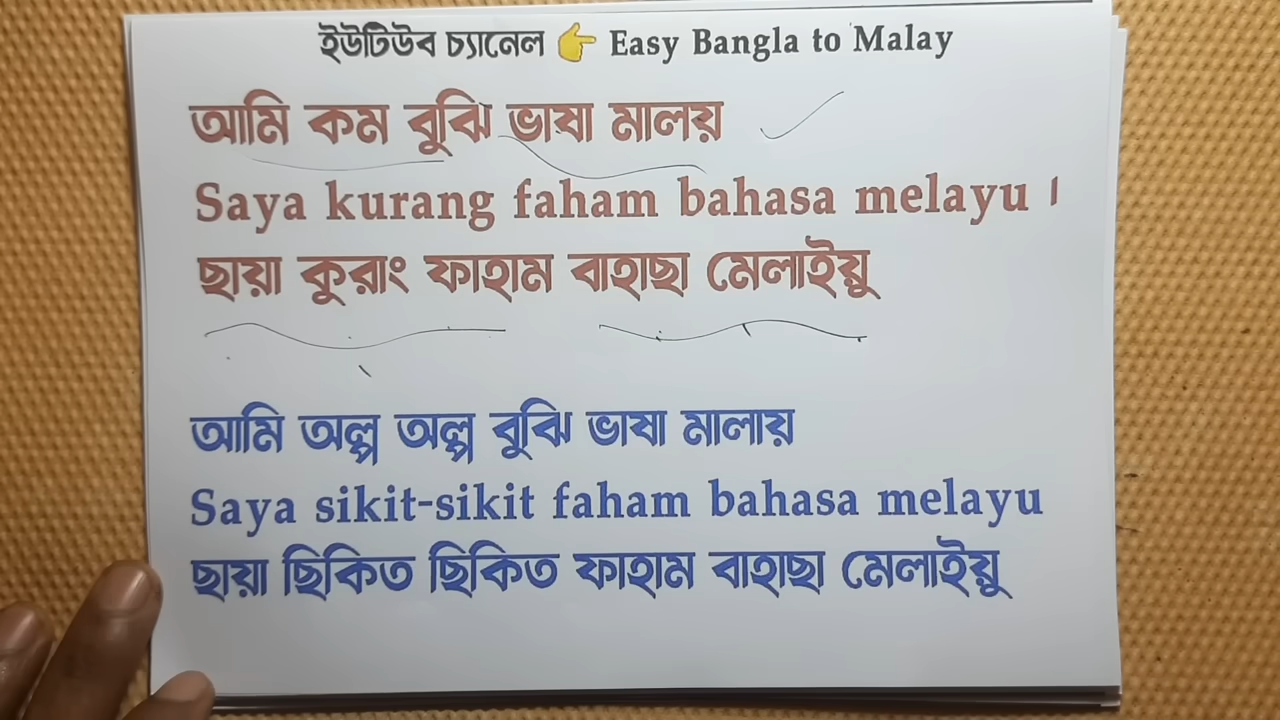 ইউটিউব চ্যানেল 👉 Easy Bangla to Malay
আমি কম বুঝি ভাষা মালয়
Saya kurang faham bahasa melayu ।
ছায়া কুরাং ফাহাম বাহাছা মেলাইয়ু
আমি অল্প অল্প বুঝি ভাষা মালায়
Saya sikit-sikit faham bahasa melayu
ছায়া ছিকিত ছিকিত ফাহাম বাহাছা মেলাইয়ু